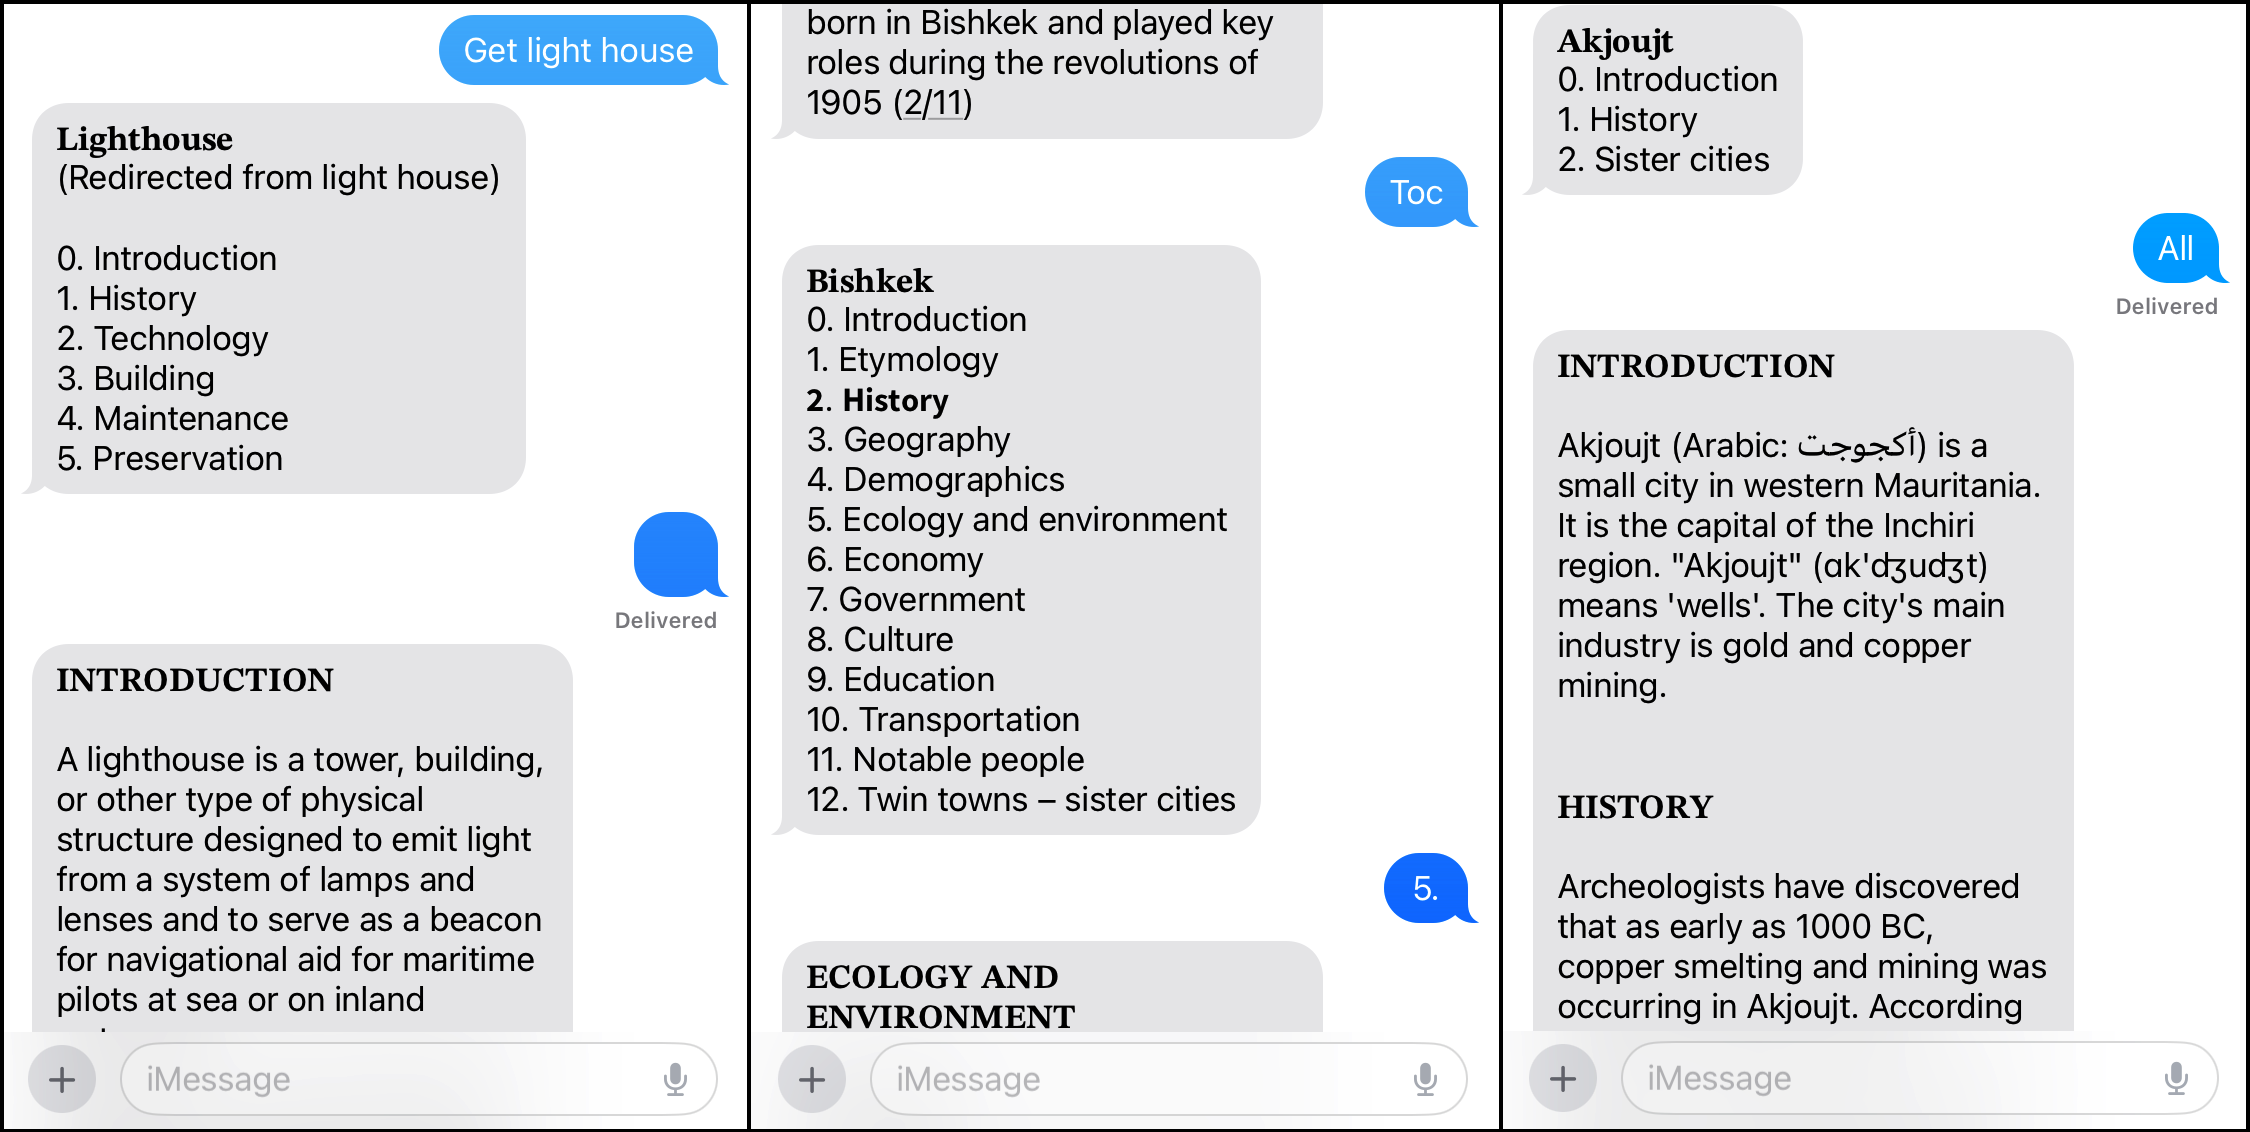 Get light house
Lighthouse
(Redirected from light house)
0. Introduction
1. History
2. Technology
3. Building
4. Maintenance
5. Preservation
Delivered
INTRODUCTION
A lighthouse is a tower, building,
or other type of physical
structure designed to emit light
from a system of lamps and
lenses and to serve as a beacon
for navigational aid for maritime
pilots at sea or on inland
iMessage
born in Bishkek and played key
roles during the revolutions of
1905 (2/11)
Toc
Bishkek
0. Introduction
1. Etymology
2. History
3. Geography
4. Demographics
5. Ecology and environment
6. Economy
7. Government
8. Culture
9. Education
10. Transportation
11. Notable people
12. Twin towns – sister cities
5.
ECOLOGY AND
ENVIRONMENT
iMessage
Akjoujt
0. Introduction
1. History
2. Sister cities
All
Delivered
INTRODUCTION
Akjoujt (Arabic: أكجوجت) is a
small city in western Mauritania.
It is the capital of the Inchiri
region. "Akjoujt" (ɑk'ʤuʤt)
means 'wells'. The city's main
industry is gold and copper
mining.
HISTORY
Archeologists have discovered
that as early as 1000 BC,
copper smelting and mining was
occurring in Akjoujt. According
iMessage